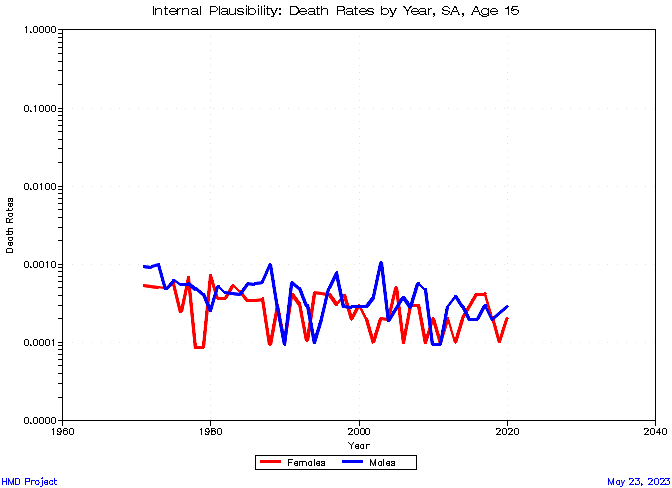 Internal Plausibility: Death Rates by Year, SA, Age 15
1.0000
0.1000
0.0100
0.0010
0.0001
0.0000
Death Rates
1960
1980
2000
2020
2040
Year
Females
Males
HMD Project
May 23, 2023